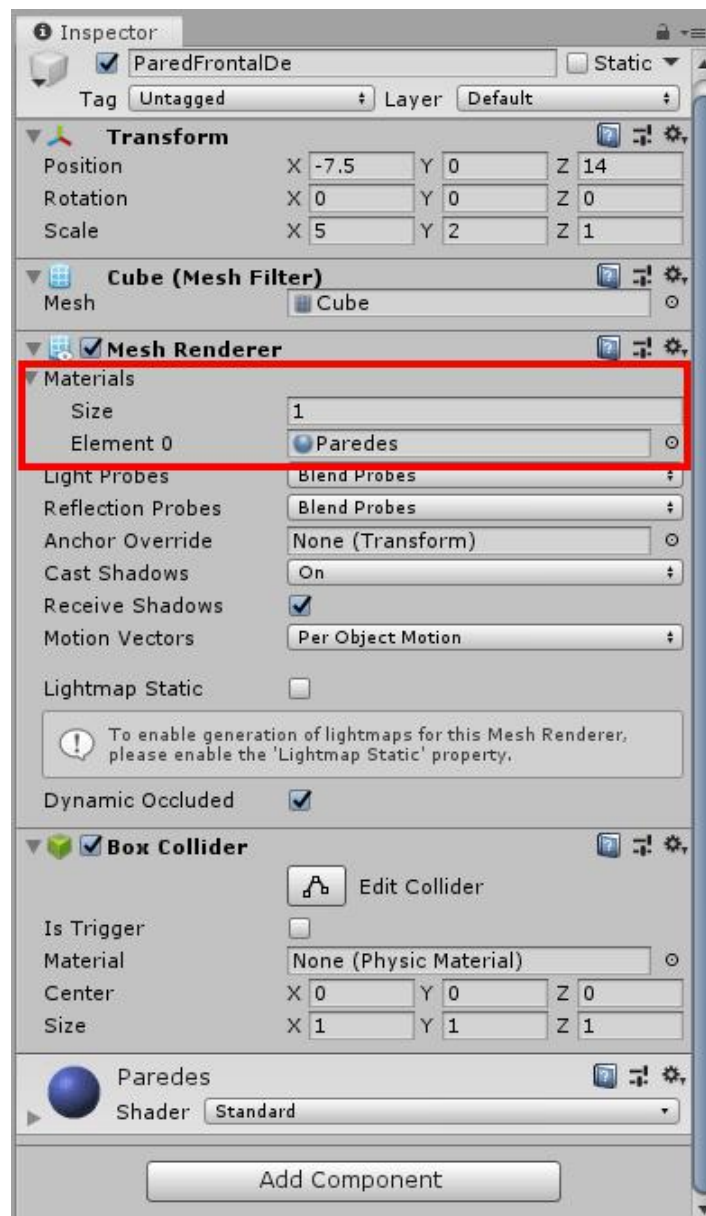 Inspector
ParedFrontalDe Static
Tag Untagged Layer Default
Transform
Position X -7.5 Y 0 Z 14
Rotation X 0 Y 0 Z 0
Scale X 5 Y 2 Z 1
Cube (Mesh Filter)
Mesh Cube
Mesh Renderer
Materials
Size 1
Element 0 Paredes
Light Probes Blend Probes
Reflection Probes Blend Probes
Anchor Override None (Transform)
Cast Shadows On
Receive Shadows
Motion Vectors Per Object Motion
Lightmap Static
To enable generation of lightmaps for this Mesh Renderer,
please enable the 'Lightmap Static' property.
Dynamic Occluded
Box Collider
Edit Collider
Is Trigger
Material None (Physic Material)
Center X 0 Y 0 Z 0
Size X 1 Y 1 Z 1
Paredes
Shader Standard
Add Component